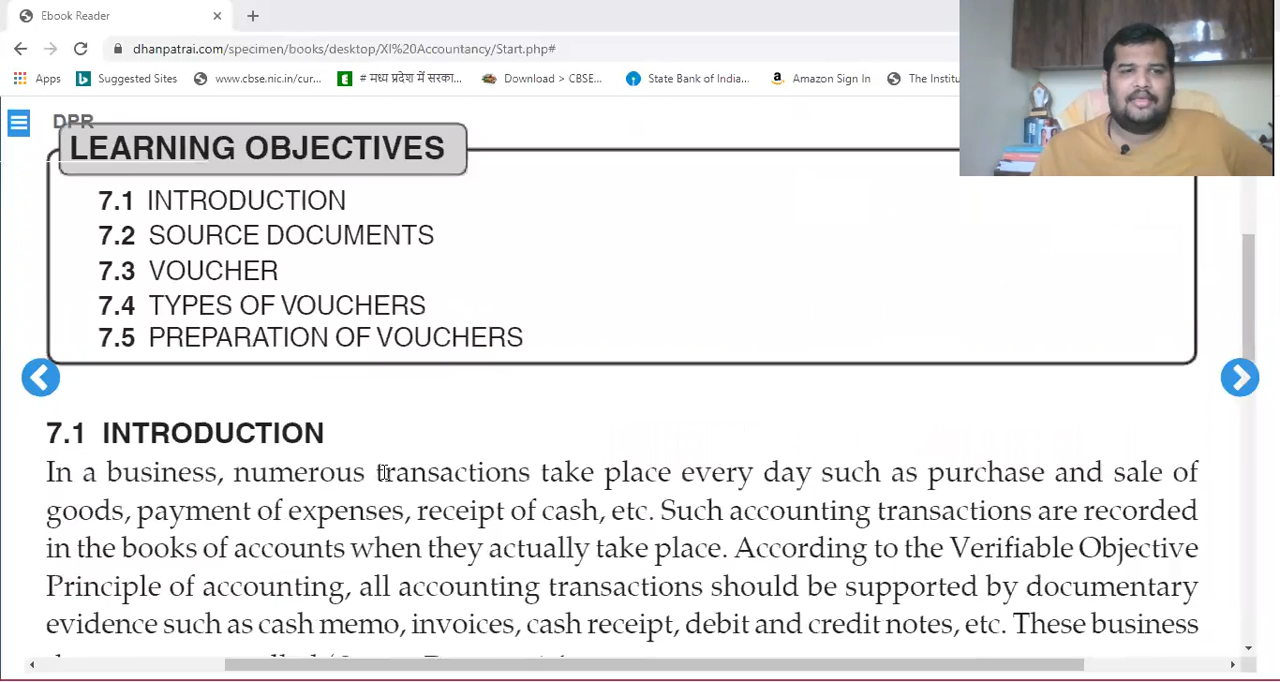 Ebook Reader
dhanpatrai.com/specimen/books/desktop/XI%20Accountancy/Start.php#
Apps Suggested Sites www.cbse.nic.in/cur... # मध्य प्रदेश में सरका... Download > CBSE... State Bank of India... Amazon Sign In The Institu
DPR
LEARNING OBJECTIVES
7.1 INTRODUCTION
7.2 SOURCE DOCUMENTS
7.3 VOUCHER
7.4 TYPES OF VOUCHERS
7.5 PREPARATION OF VOUCHERS
7.1 INTRODUCTION
In a business, numerous transactions take place every day such as purchase and sale of
goods, payment of expenses, receipt of cash, etc. Such accounting transactions are recorded
in the books of accounts when they actually take place. According to the Verifiable Objective
Principle of accounting, all accounting transactions should be supported by documentary
evidence such as cash memo, invoices, cash receipt, debit and credit notes, etc. These business